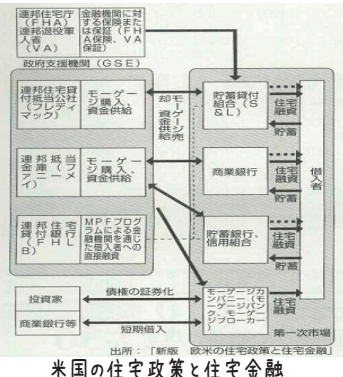 連邦住宅庁
(FHA)
連邦退役軍
人省
(VA)
金融機関に対
する保険また
は保証(FH
A保険、VA
保証)
政府支援機関(GSE)
連邦住宅貸
付抵当公社
(フレディ
マック)
モーゲー
ジ購入、
資金供給
連邦抵当
金庫(ファ
ニーメ
イ)
モーゲー
ジ購入、
資金供給
連邦住宅
貸付銀行
(FHL
B)
MPFプログ
ラムによる金
融機関を通じ
た借入者への
直接融資
モーゲージ売
却・資金供給
貯蓄貸付
組合(S
&L)
商業銀行
貯蓄銀行、
信用組合
モーゲージカ
ンパニー(モ
ーゲージバン
ク、モーゲー
ジブローカー)
住宅
融資
貯蓄
住宅
融資
貯蓄
住宅
融資
貯蓄
住宅
融資
借入者
第一次市場
投資家
債権の証券化
商業銀行等
短期借入
出所:「新版 欧米の住宅政策と住宅金融」
米国の住宅政策と住宅金融